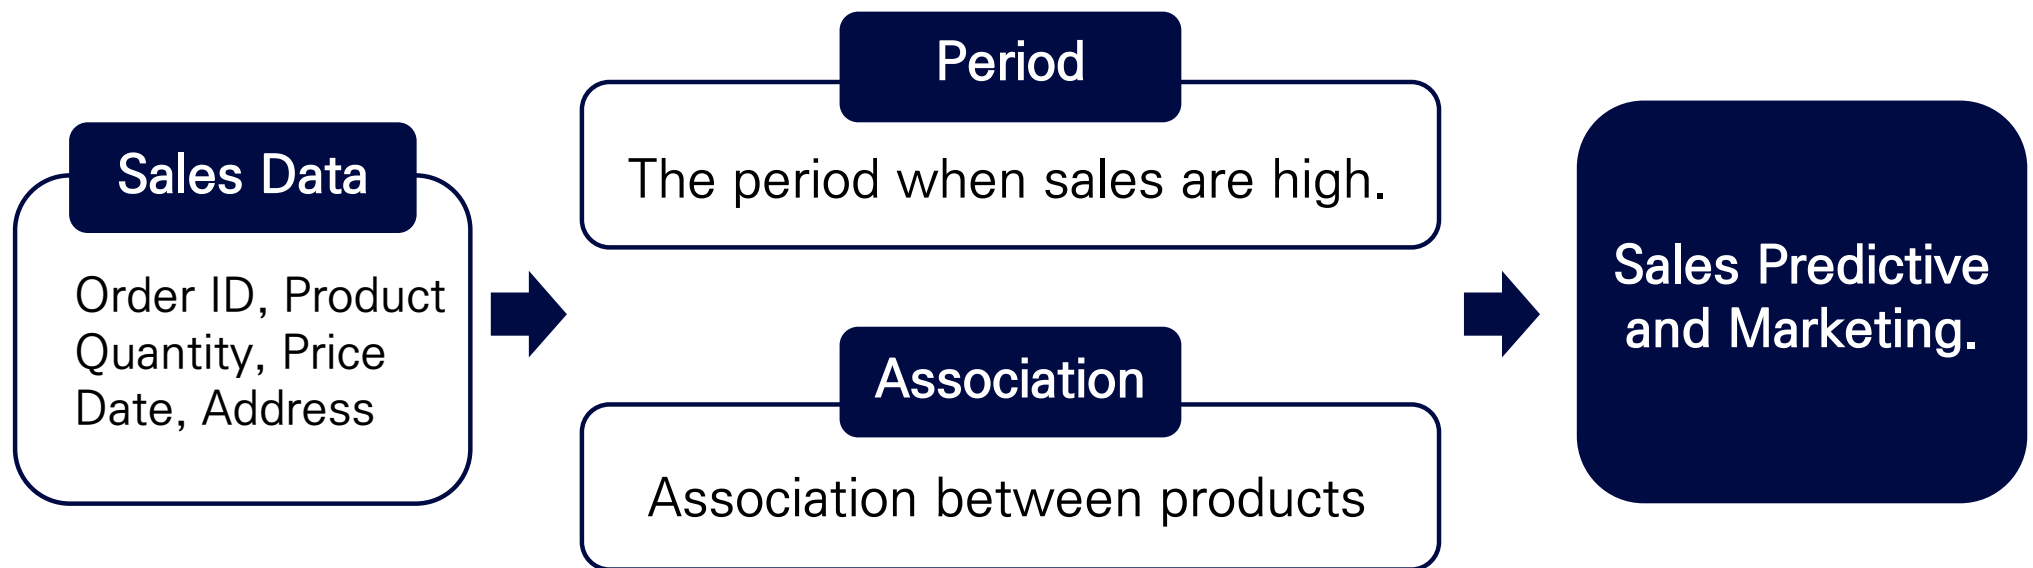 Sales Data
Order ID, Product
Quantity, Price
Date, Address
Period
The period when sales are high.
Association
Association between products
Sales Predictive
and Marketing.